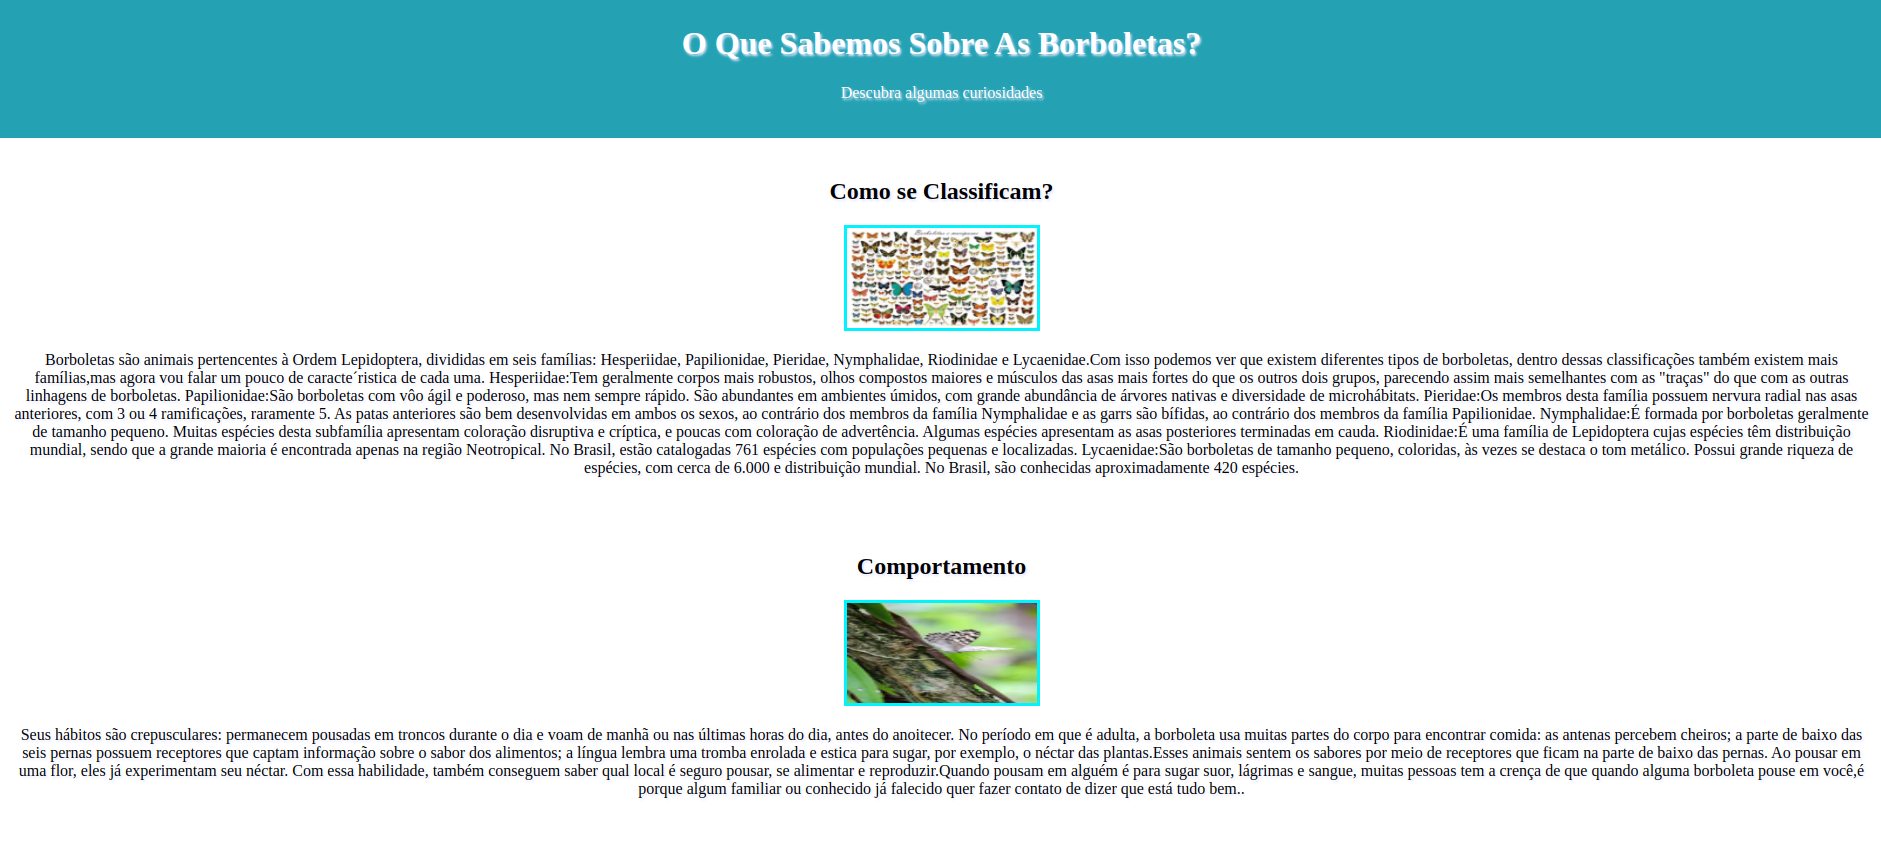 O Que Sabemos Sobre As Borboletas?
Descubra algumas curiosidades
Como se Classificam?
Borboletas são animais pertencentes à Ordem Lepidoptera, divididas em seis famílias: Hesperiidae, Papilionidae, Pieridae, Nymphalidae, Riodinidae e Lycaenidae.Com isso podemos ver que existem diferentes tipos de borboletas, dentro dessas classificações também existem mais
famílias,mas agora vou falar um pouco de caracte´ristica de cada uma. Hesperiidae:Tem geralmente corpos mais robustos, olhos compostos maiores e músculos das asas mais fortes do que os outros dois grupos, parecendo assim mais semelhantes com as "traças" do que com as outras
linhagens de borboletas. Papilionidae:São borboletas com vôo ágil e poderoso, mas nem sempre rápido. São abundantes em ambientes úmidos, com grande abundância de árvores nativas e diversidade de microhábitats. Pieridae:Os membros desta família possuem nervura radial nas asas
anteriores, com 3 ou 4 ramificações, raramente 5. As patas anteriores são bem desenvolvidas em ambos os sexos, ao contrário dos membros da família Nymphalidae e as garrs são bífidas, ao contrário dos membros da família Papilionidae. Nymphalidae:É formada por borboletas geralmente
de tamanho pequeno. Muitas espécies desta subfamília apresentam coloração disruptiva e críptica, e poucas com coloração de advertência. Algumas espécies apresentam as asas posteriores terminadas em cauda. Riodinidae:É uma família de Lepidoptera cujas espécies têm distribuição
mundial, sendo que a grande maioria é encontrada apenas na região Neotropical. No Brasil, estão catalogadas 761 espécies com populações pequenas e localizadas. Lycaenidae:São borboletas de tamanho pequeno, coloridas, às vezes se destaca o tom metálico. Possui grande riqueza de
espécies, com cerca de 6.000 e distribuição mundial. No Brasil, são conhecidas aproximadamente 420 espécies.
Comportamento
Seus hábitos são crepusculares: permanecem pousadas em troncos durante o dia e voam de manhã ou nas últimas horas do dia, antes do anoitecer. No período em que é adulta, a borboleta usa muitas partes do corpo para encontrar comida: as antenas percebem cheiros; a parte de baixo das
seis pernas possuem receptores que captam informação sobre o sabor dos alimentos; a língua lembra uma tromba enrolada e estica para sugar, por exemplo, o néctar das plantas.Esses animais sentem os sabores por meio de receptores que ficam na parte de baixo das pernas. Ao pousar em
uma flor, eles já experimentam seu néctar. Com essa habilidade, também conseguem saber qual local é seguro pousar, se alimentar e reproduzir.Quando pousam em alguém é para sugar suor, lágrimas e sangue, muitas pessoas tem a crença de que quando alguma borboleta pouse em você,é
porque algum familiar ou conhecido já falecido quer fazer contato de dizer que está tudo bem..